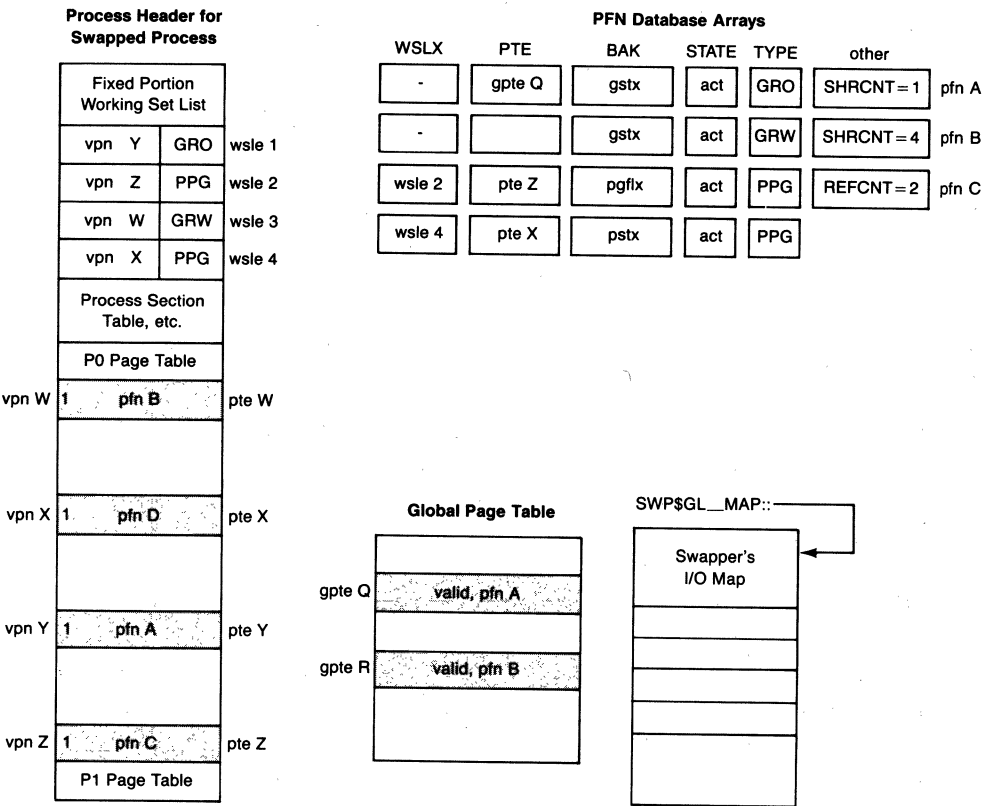 Process Header for
Swapped Process
Fixed Portion
Working Set List
vpn Y GRO wsle 1
vpn Z PPG wsle 2
vpn W GRW wsle 3
vpn X PPG wsle 4
Process Section
Table, etc.
P0 Page Table
vpn W 1 pfn B pte W
vpn X 1 pfn D pte X
vpn Y 1 pfn A pte Y
vpn Z 1 pfn C pte Z
P1 Page Table
PFN Database Arrays
WSLX PTE BAK STATE TYPE other
- gpte Q gstx act GRO SHRCNT=1 pfn A
- gstx act GRW SHRCNT=4 pfn B
wsle 2 pte Z pgflx act PPG REFCNT=2 pfn C
wsle 4 pte X pstx act PPG
Global Page Table
gpte Q valid, pfn A
gpte R valid, pfn B
SWP$GL__MAP::
Swapper's
I/O Map